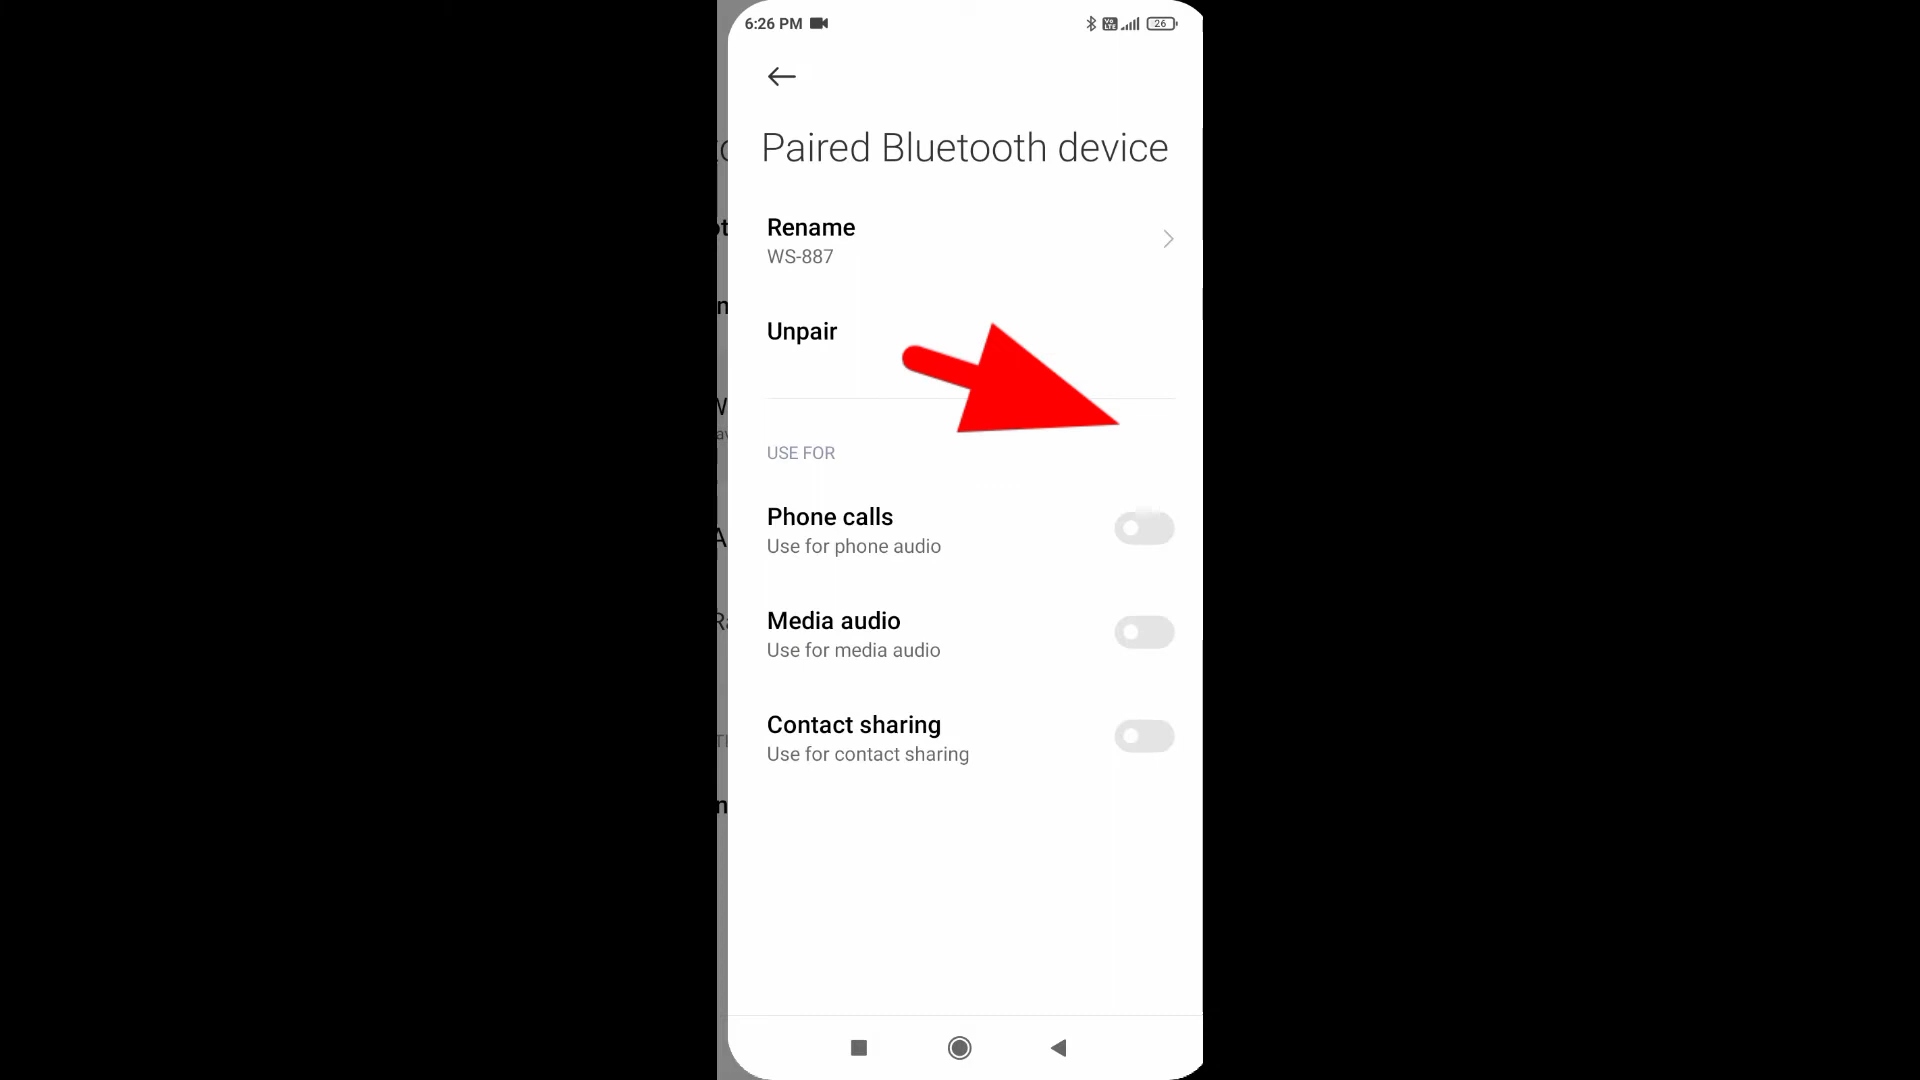 6:26 PM
26
Paired Bluetooth device
Rename
WS-887
Unpair
USE FOR
Phone calls
Use for phone audio
Media audio
Use for media audio
Contact sharing
Use for contact sharing